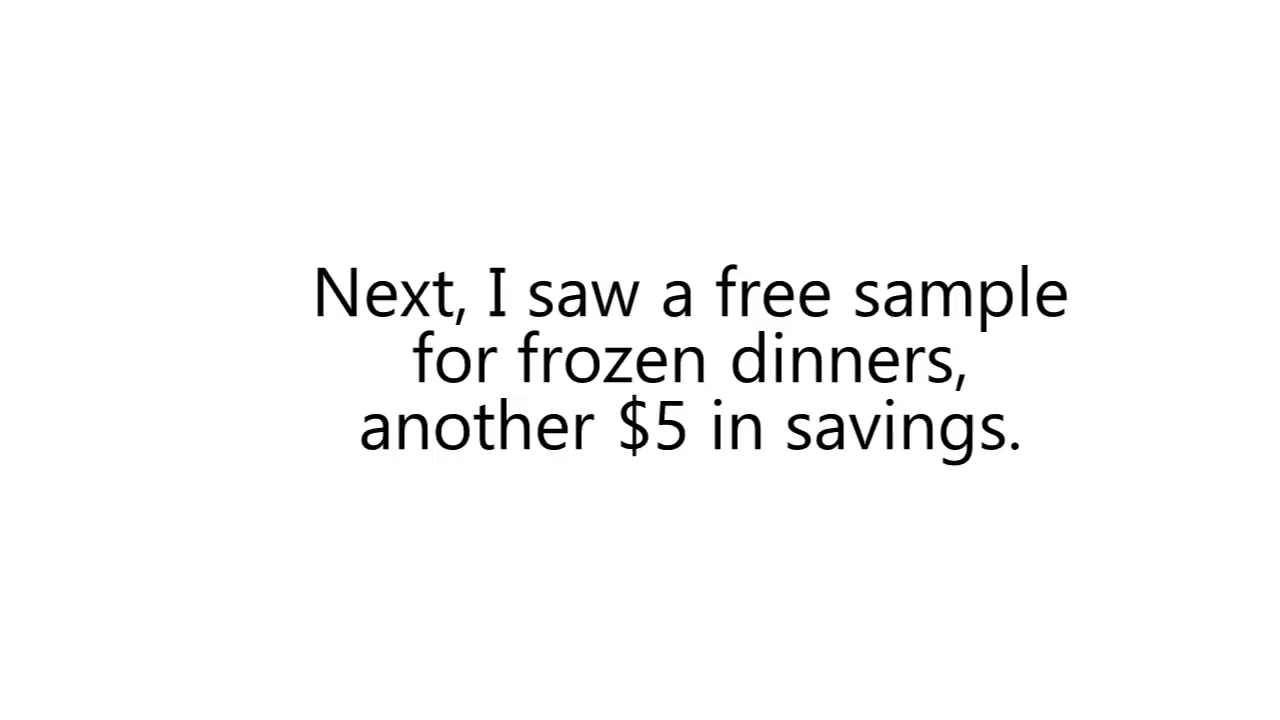 Next, I saw a free sample
for frozen dinners,
another $5 in savings.